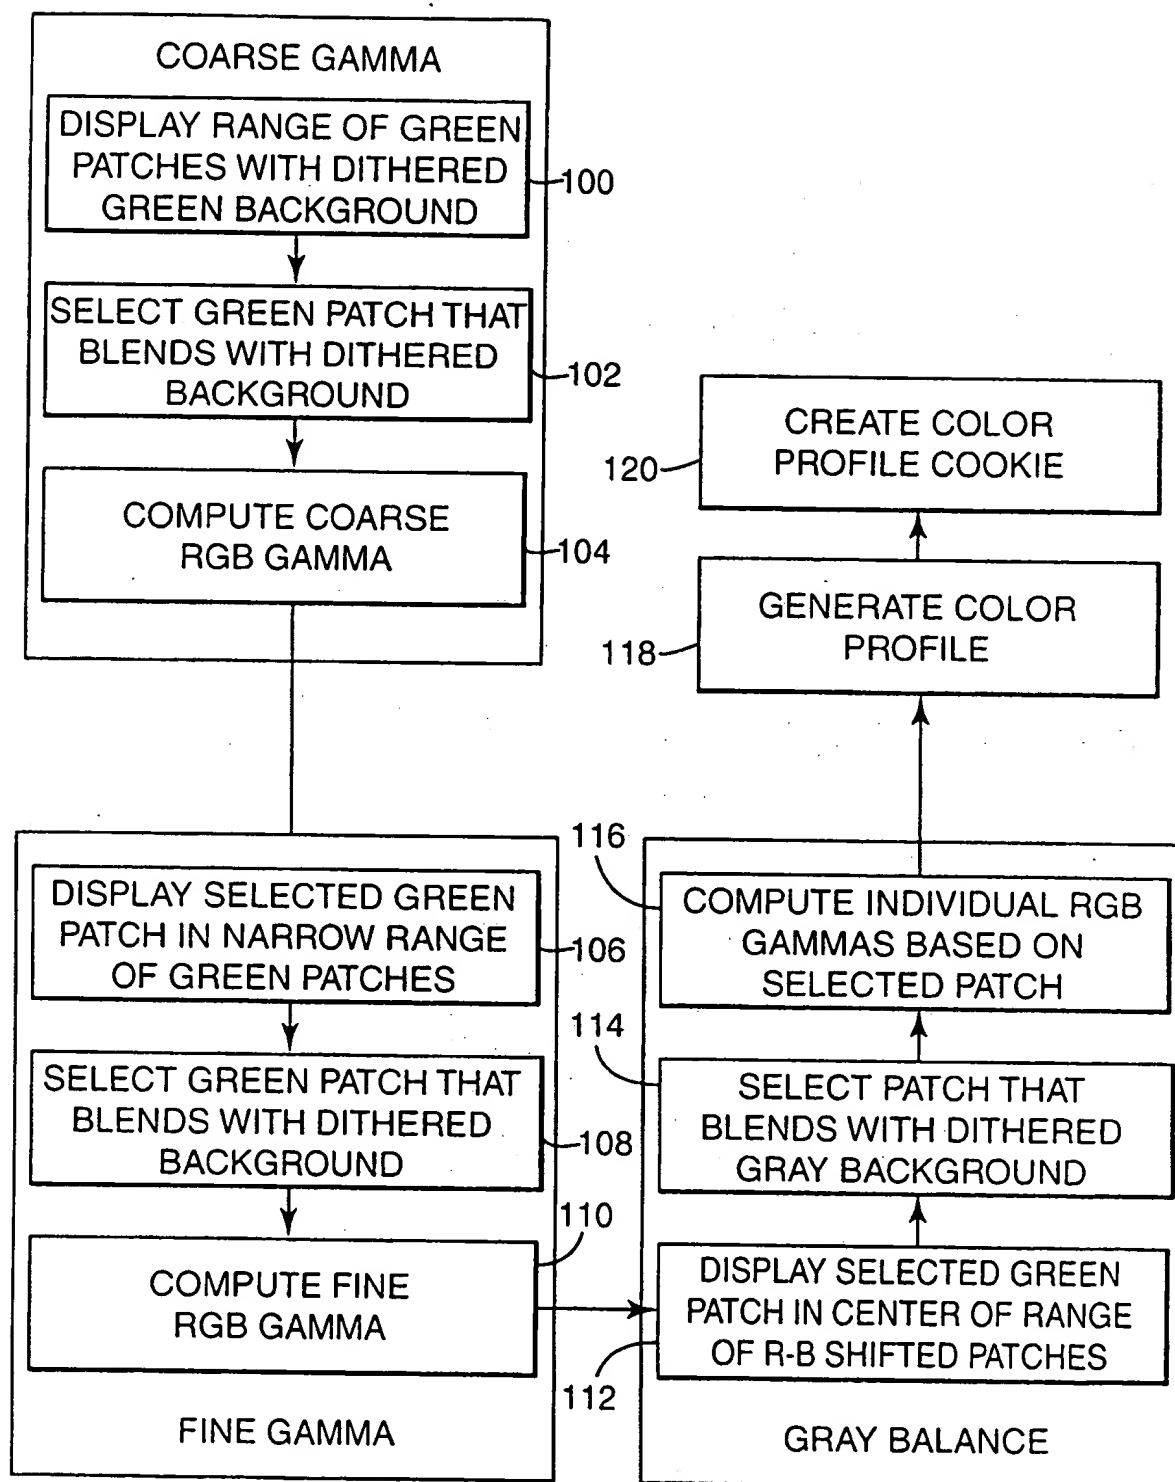 COARSE GAMMA
DISPLAY RANGE OF GREEN
PATCHES WITH DITHERED
GREEN BACKGROUND
100
SELECT GREEN PATCH THAT
BLENDS WITH DITHERED
BACKGROUND
102
COMPUTE COARSE
RGB GAMMA
104
DISPLAY SELECTED GREEN
PATCH IN NARROW RANGE
OF GREEN PATCHES
106
SELECT GREEN PATCH THAT
BLENDS WITH DITHERED
BACKGROUND
108
110
COMPUTE FINE
RGB GAMMA
FINE GAMMA
CREATE COLOR
PROFILE COOKIE
120
GENERATE COLOR
PROFILE
118
116
COMPUTE INDIVIDUAL RGB
GAMMAS BASED ON
SELECTED PATCH
114
SELECT PATCH THAT
BLENDS WITH DITHERED
GRAY BACKGROUND
DISPLAY SELECTED GREEN
PATCH IN CENTER OF RANGE
OF R-B SHIFTED PATCHES
112
GRAY BALANCE